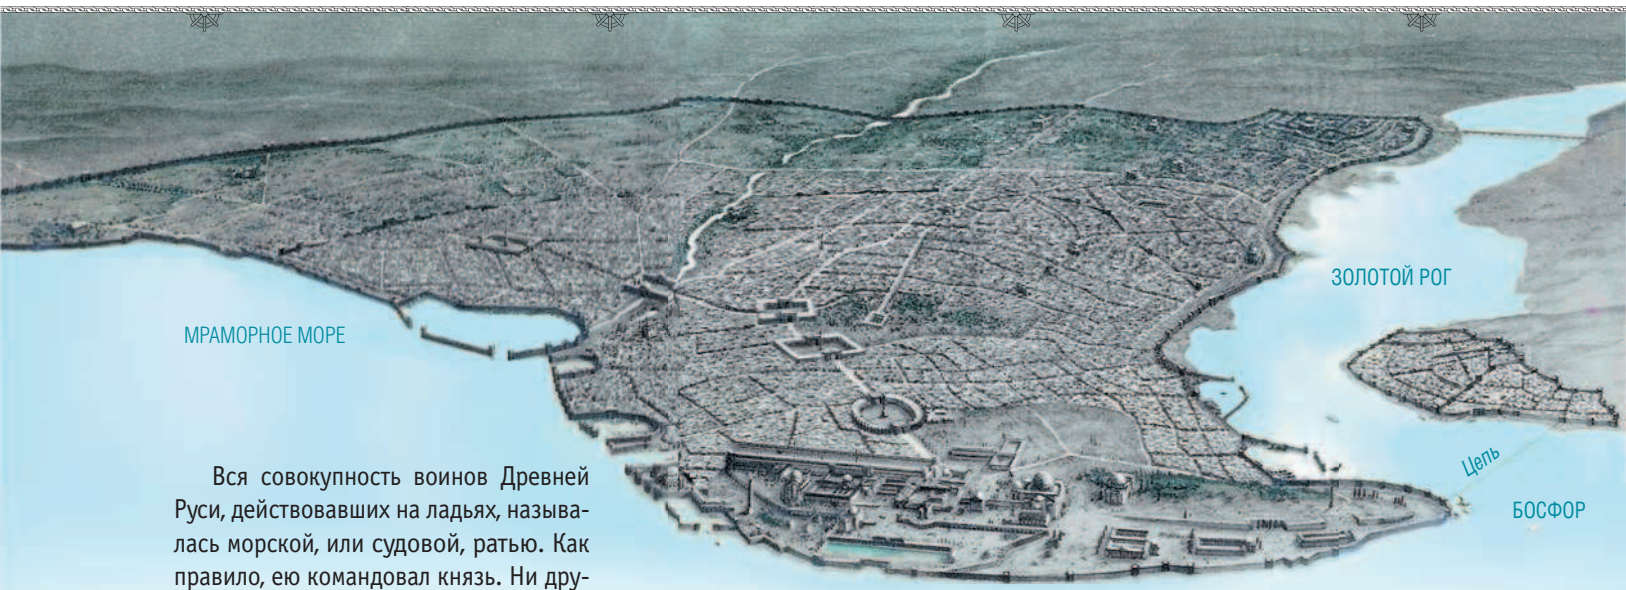 ЗОЛОТОЙ РОГ
МРАМОРНОЕ МОРЕ
Цепь
БОСФОР
Вся совокупность воинов Древней
Руси, действовавших на ладьях, называ-
лась морской, или судовой, ратью. Как
правило, ею командовал князь. Ни дру-